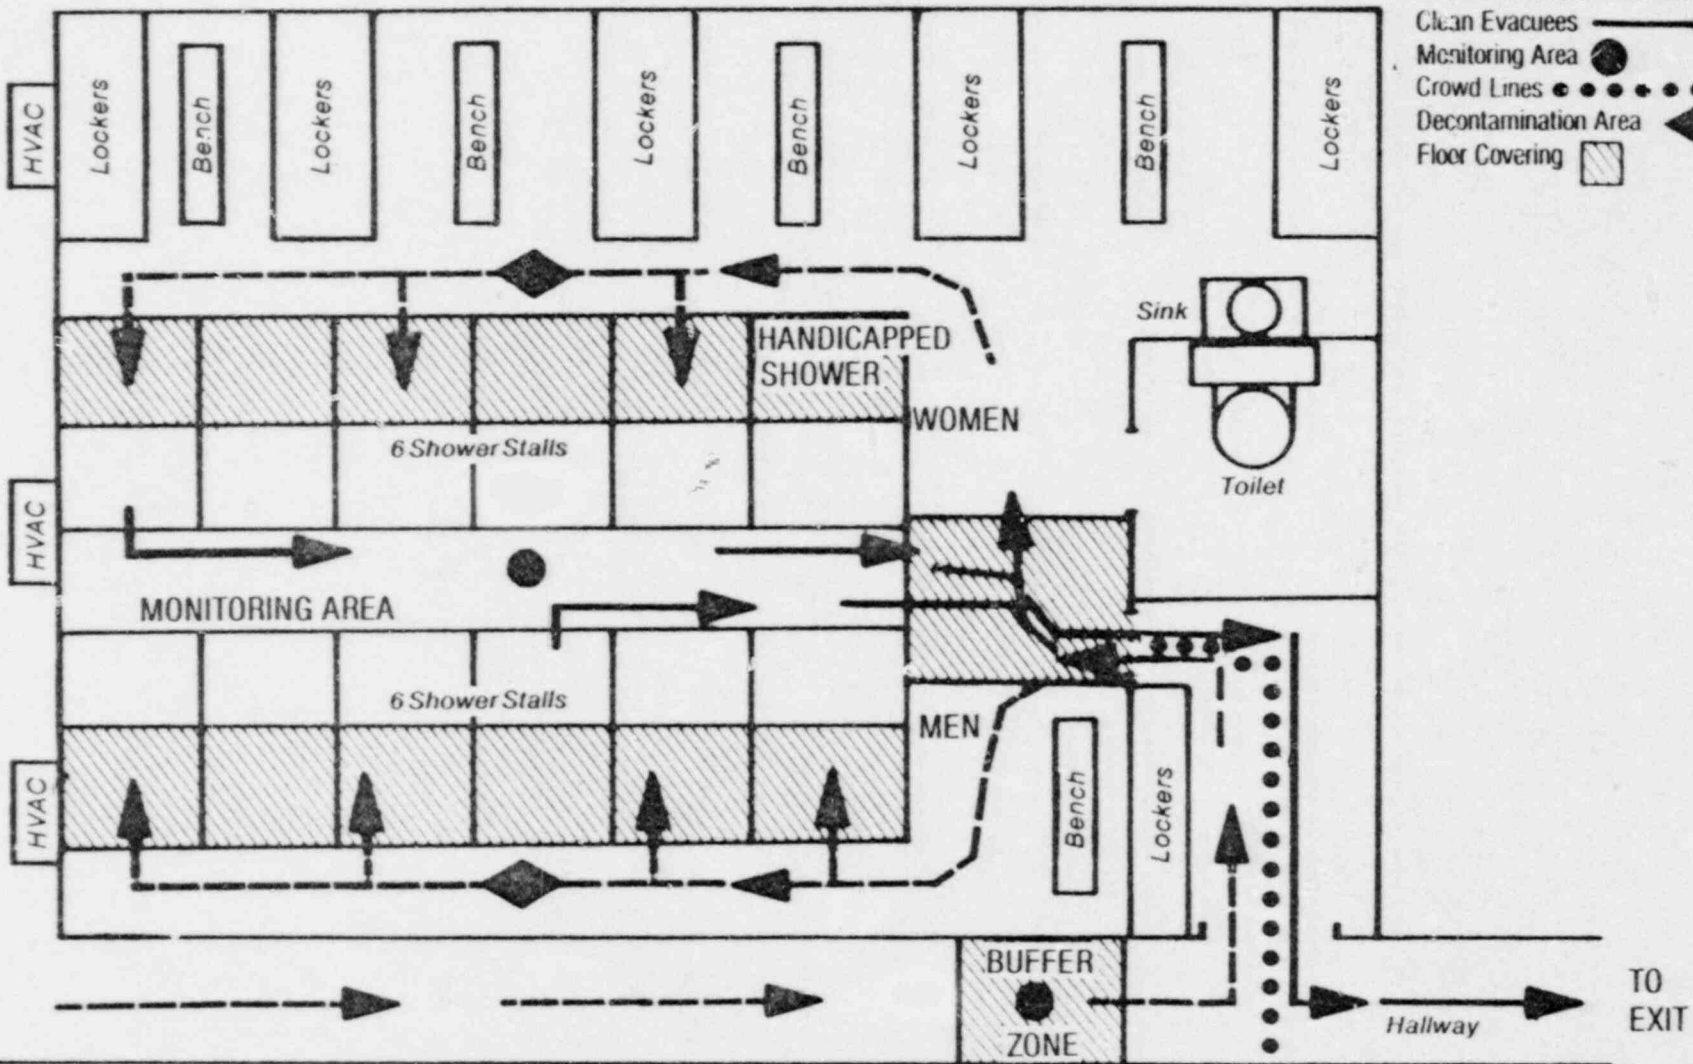 Clean Evacuees
Monitoring Area
Crowd Lines
Decontamination Area
Floor Covering
HVAC
Lockers
Bench
Lockers
Bench
Lockers
Bench
Lockers
Bench
Lockers
Sink
HANDICAPPED
SHOWER
WOMEN
6 Shower Stalls
Toilet
HVAC
MONITORING AREA
6 Shower Stalls
MEN
HVAC
Bench
Lockers
BUFFER
ZONE
Hallway
TO
EXIT